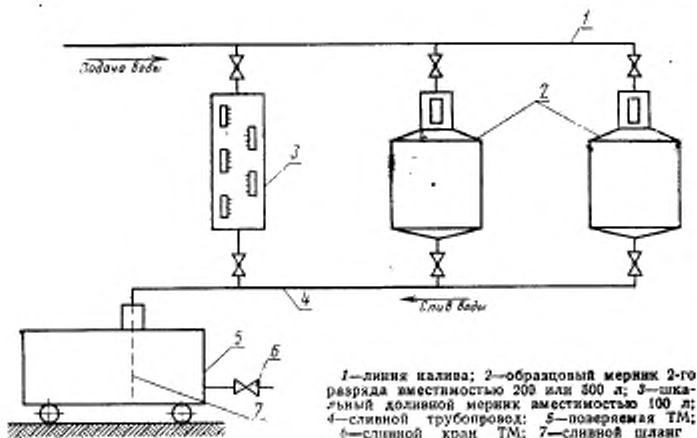 1
Подача воды
2
3
4
Слив воды
5
6
7
1—линия налива; 2—образцовый мерник 2-го
разряда вместимостью 200 или 500 л; 3—шка-
льный доливной мерник вместимостью 100 л;
4—сливной трубопровод; 5—поверяемая ТМ;
6—сливной кран ТМ; 7—сливной шланг